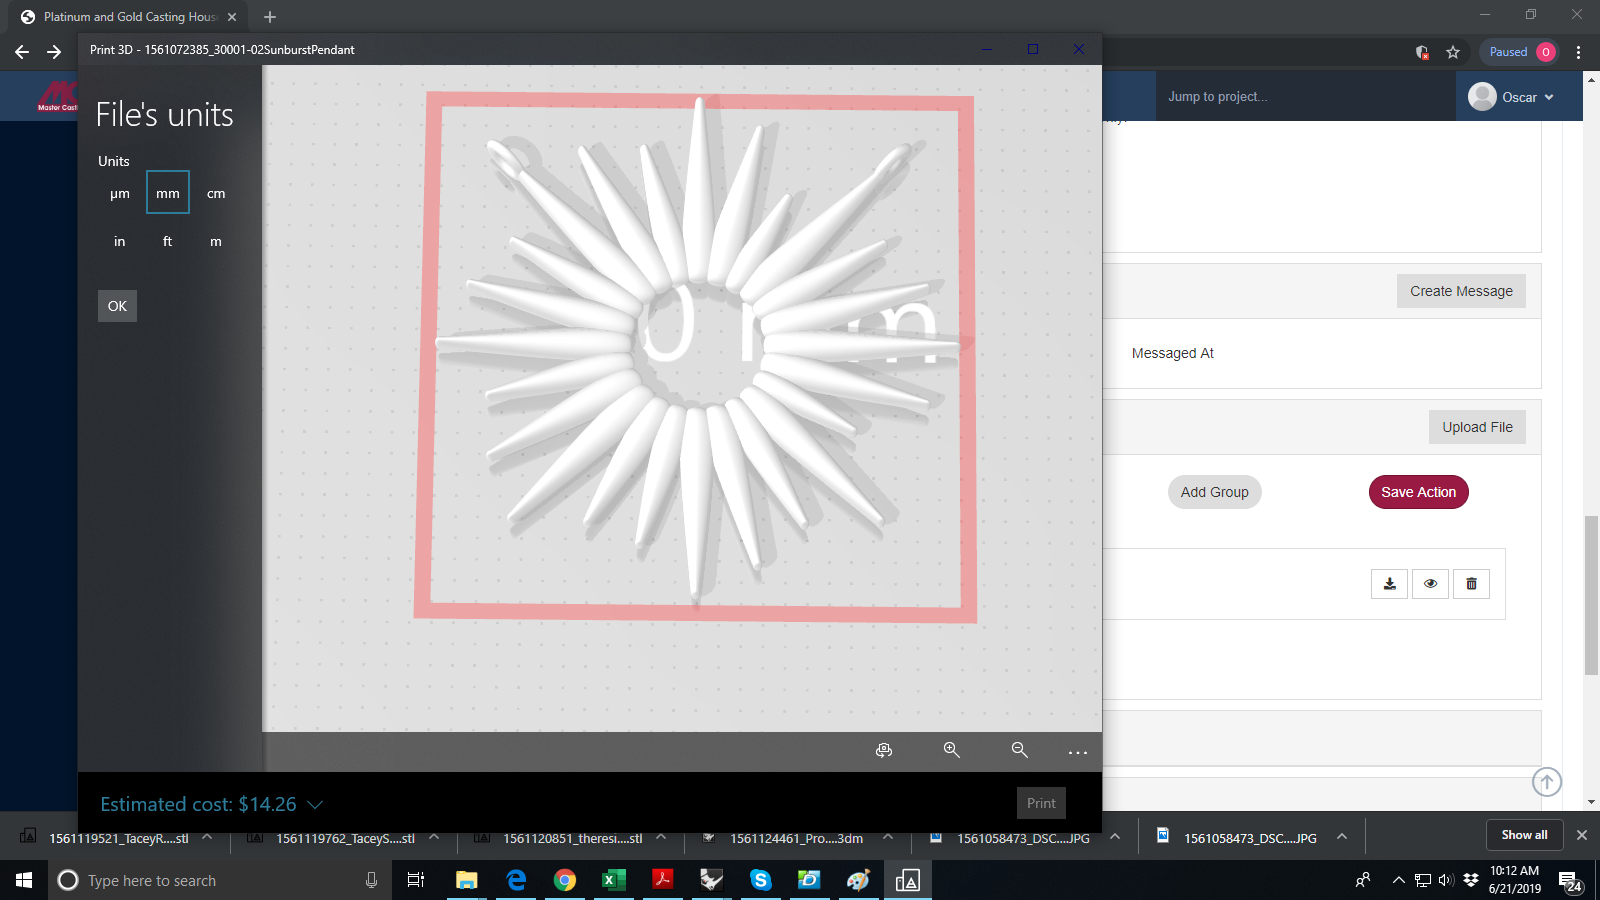 Platinum and Gold Casting Hous
Paused 0
Print 3D - 1561072385_30001-02SunburstPendant
Master Casti
Jump to project...
Oscar
File's units
Units
µm mm cm
in ft m
OK
Create Message
Messaged At
Upload File
Add Group
Save Action
Estimated cost: $14.26
Print
1561119521_TaceyR....stl
1561119762_TaceyS....stl
1561120851_theresi....stl
1561124461_Pro....3dm
1561058473_DSC....JPG
1561058473_DSC....JPG
Show all
Type here to search
10:12 AM
6/21/2019
24